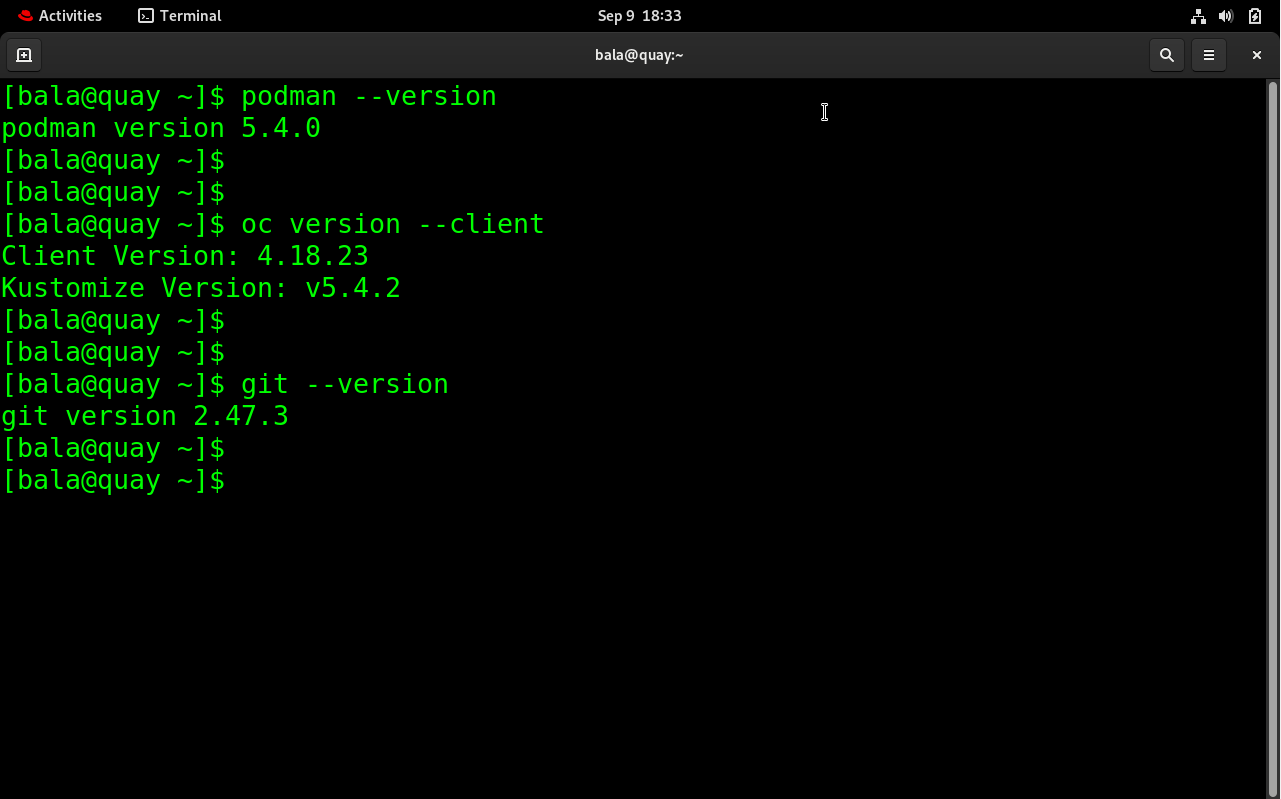 Activities
Terminal
Sep 9 18:33
bala@quay:~
[bala@quay ~]$ podman --version
podman version 5.4.0
[bala@quay ~]$
[bala@quay ~]$
[bala@quay ~]$ oc version --client
Client Version: 4.18.23
Kustomize Version: v5.4.2
[bala@quay ~]$
[bala@quay ~]$
[bala@quay ~]$ git --version
git version 2.47.3
[bala@quay ~]$
[bala@quay ~]$